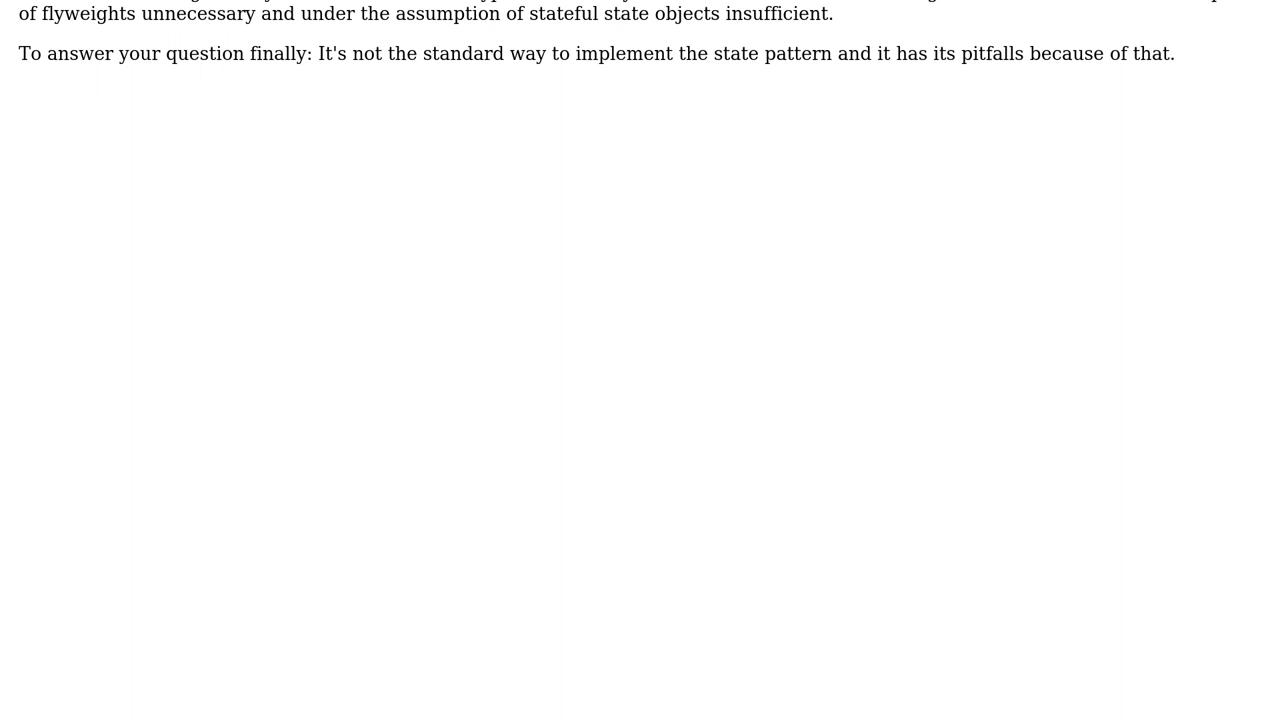 of flyweights unnecessary and under the assumption of stateful state objects insufficient.
To answer your question finally: It's not the standard way to implement the state pattern and it has its pitfalls because of that.